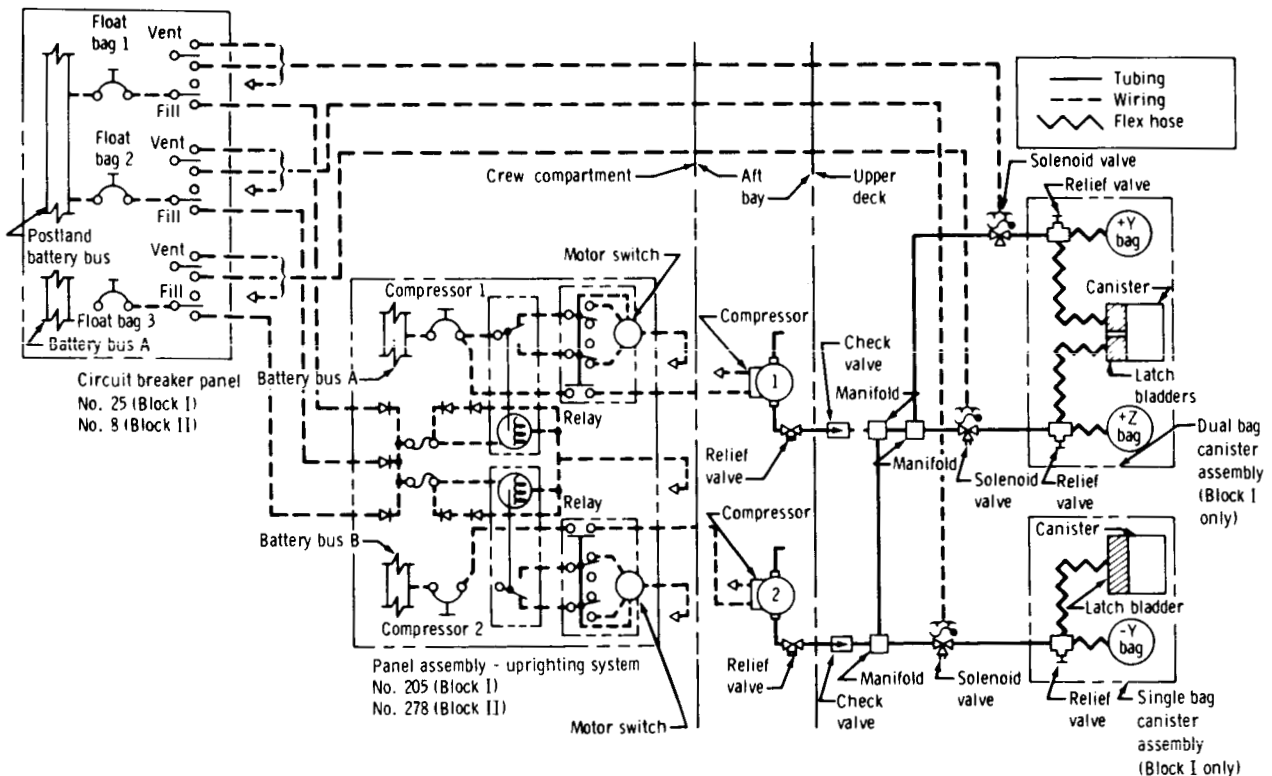 Float
bag 1
Vent
Fill
Float
bag 2
Vent
Fill
Postland
battery bus
Vent
Fill
Float bag 3
Battery bus A
Circuit breaker panel
No. 25 (Block I)
No. 8 (Block II)
Crew compartment
Aft
bay
Upper
deck
Tubing
Wiring
Flex hose
Solenoid valve
Relief valve
+Y
bag
Canister
Latch
bladders
+Z
bag
Dual bag
canister
assembly
(Block I
only)
Motor switch
Compressor 1
Battery bus A
Relay
Compressor
1
Check
valve
Manifold
Relief
valve
Manifold
Solenoid
valve
Relief
valve
Relay
Battery bus B
Compressor 2
Compressor
2
Canister
Latch bladder
-Y
bag
Panel assembly - uprighting system
No. 205 (Block I)
No. 278 (Block II)
Motor switch
Relief
valve
Check
valve
Manifold
Solenoid
valve
Relief
valve
Single bag
canister
assembly
(Block I only)